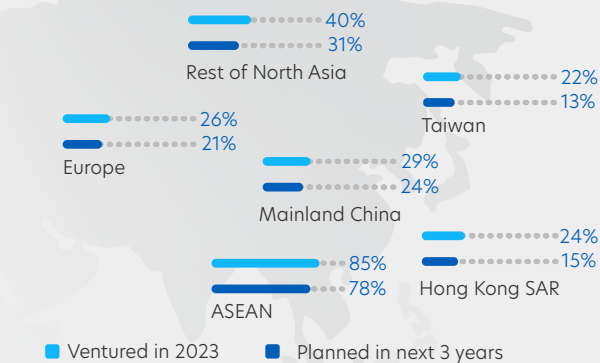 40%
31%
Rest of North Asia
22%
13%
Taiwan
26%
21%
Europe
29%
24%
Mainland China
24%
15%
Hong Kong SAR
85%
78%
ASEAN
Ventured in 2023
Planned in next 3 years